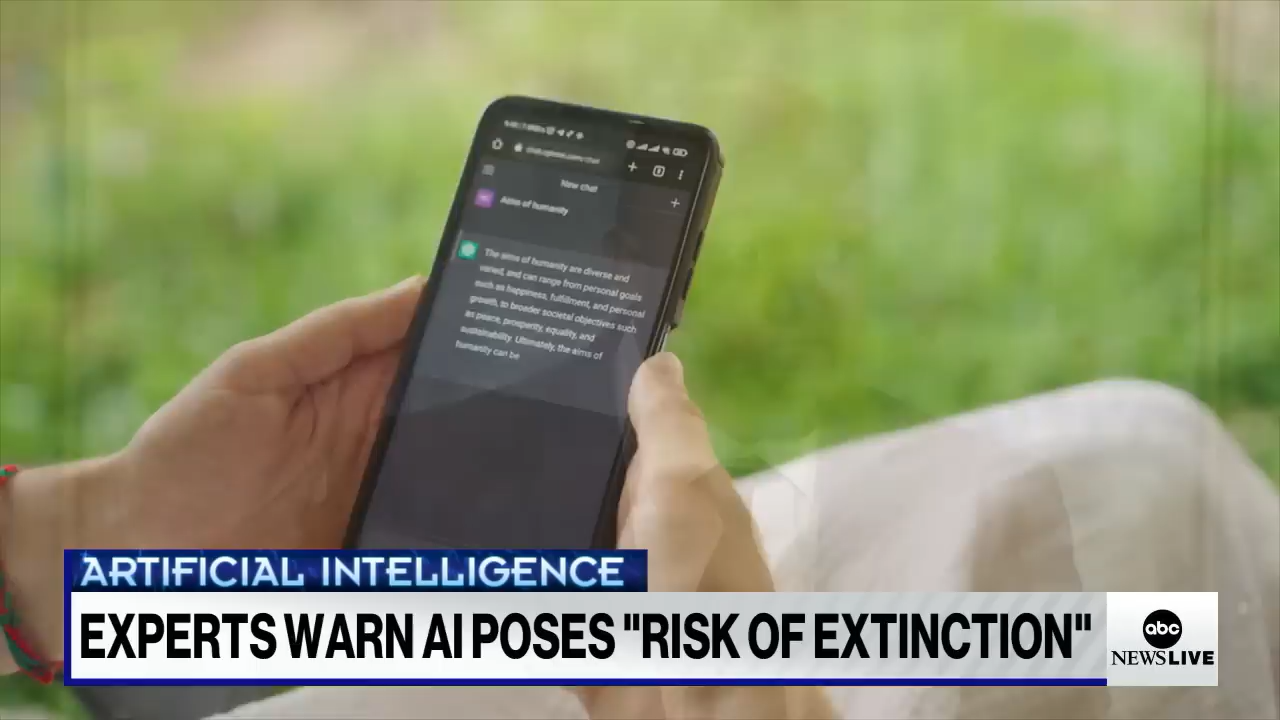 New chat
Aims of humanity
The aims of humanity are diverse and
varied, and can range from personal goals
such as happiness, fulfillment, and personal
growth, to broader societal objectives such
as peace, prosperity, equality, and
sustainability. Ultimately, the aims of
humanity can be
ARTIFICIAL INTELLIGENCE
EXPERTS WARN AI POSES "RISK OF EXTINCTION"
abc
NEWS LIVE